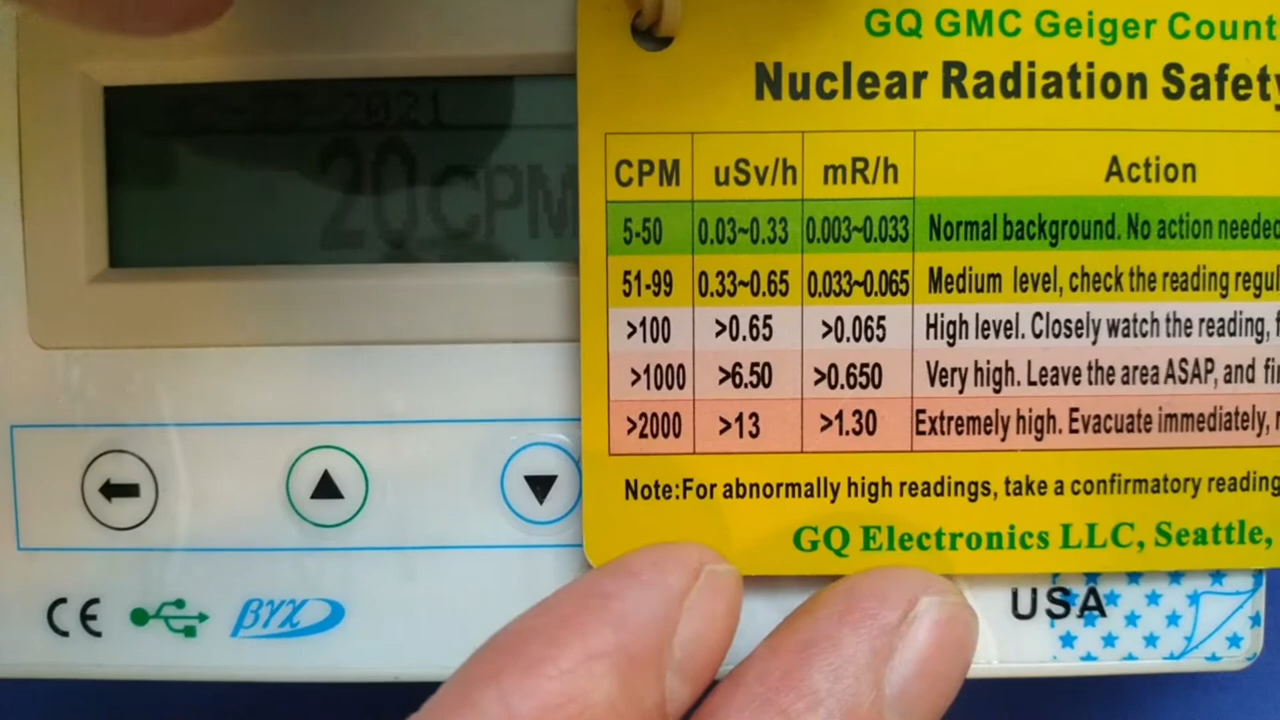 2021
20 CPM
GQ GMC Geiger Count
Nuclear Radiation Safety
CPM uSv/h mR/h Action
5-50 0.03~0.33 0.003~0.033 Normal background. No action needed
51-99 0.33~0.65 0.033~0.065 Medium level, check the reading regul
>100 >0.65 >0.065 High level. Closely watch the reading, f
>1000 >6.50 >0.650 Very high. Leave the area ASAP, and fi
>2000 >13 >1.30 Extremely high. Evacuate immediately,
Note:For abnormally high readings, take a confirmatory reading
GQ Electronics LLC, Seattle,
CE βγχ USA